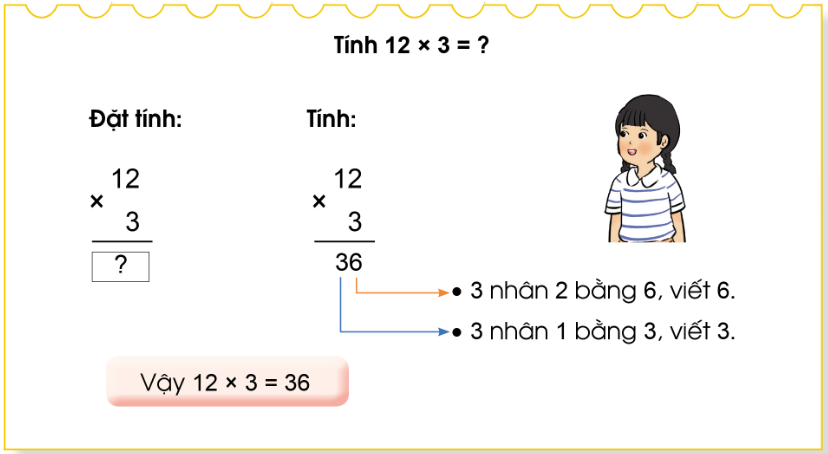 Tính 12 × 3 = ?
Đặt tính:
12
×
3
?
Tính:
12
×
3
36
• 3 nhân 2 bằng 6, viết 6.
• 3 nhân 1 bằng 3, viết 3.
Vậy 12 × 3 = 36